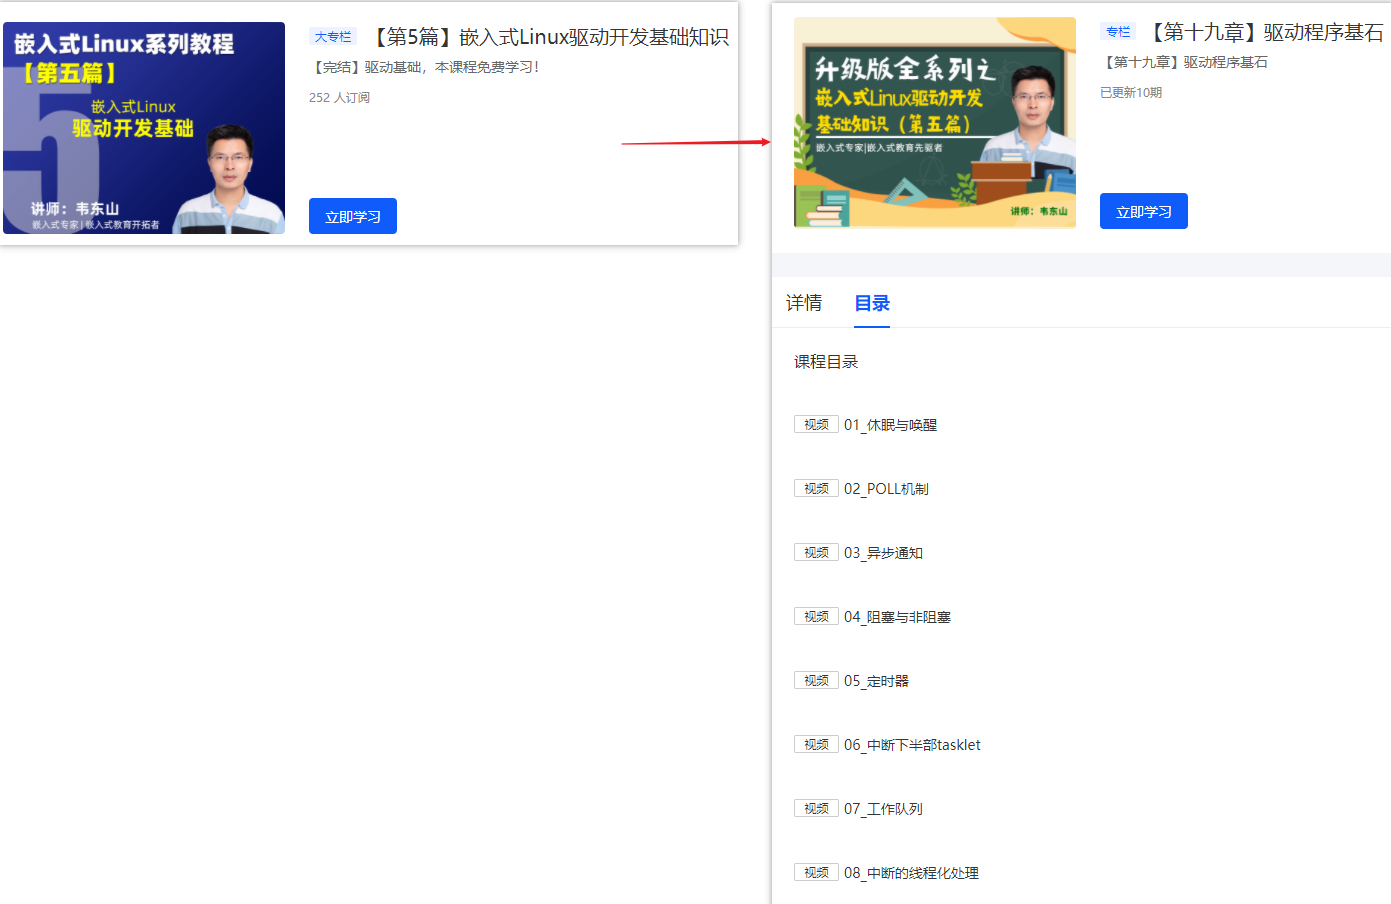 嵌入式Linux系列教程
【第五篇】
嵌入式Linux
驱动开发基础
讲师：韦东山
嵌入式专家|嵌入式教育开拓者
大专栏 【第5篇】嵌入式Linux驱动开发基础知识
【完结】驱动基础，本课程免费学习！
252 人订阅
立即学习
升级版全系列之
嵌入式Linux驱动开发
基础知识（第五篇）
嵌入式专家|嵌入式教育先驱者
讲师：韦东山
专栏 【第十九章】驱动程序基石
【第十九章】驱动程序基石
已更新10期
立即学习
详情 目录
课程目录
视频 01_休眠与唤醒
视频 02_POLL机制
视频 03_异步通知
视频 04_阻塞与非阻塞
视频 05_定时器
视频 06_中断下半部tasklet
视频 07_工作队列
视频 08_中断的线程化处理